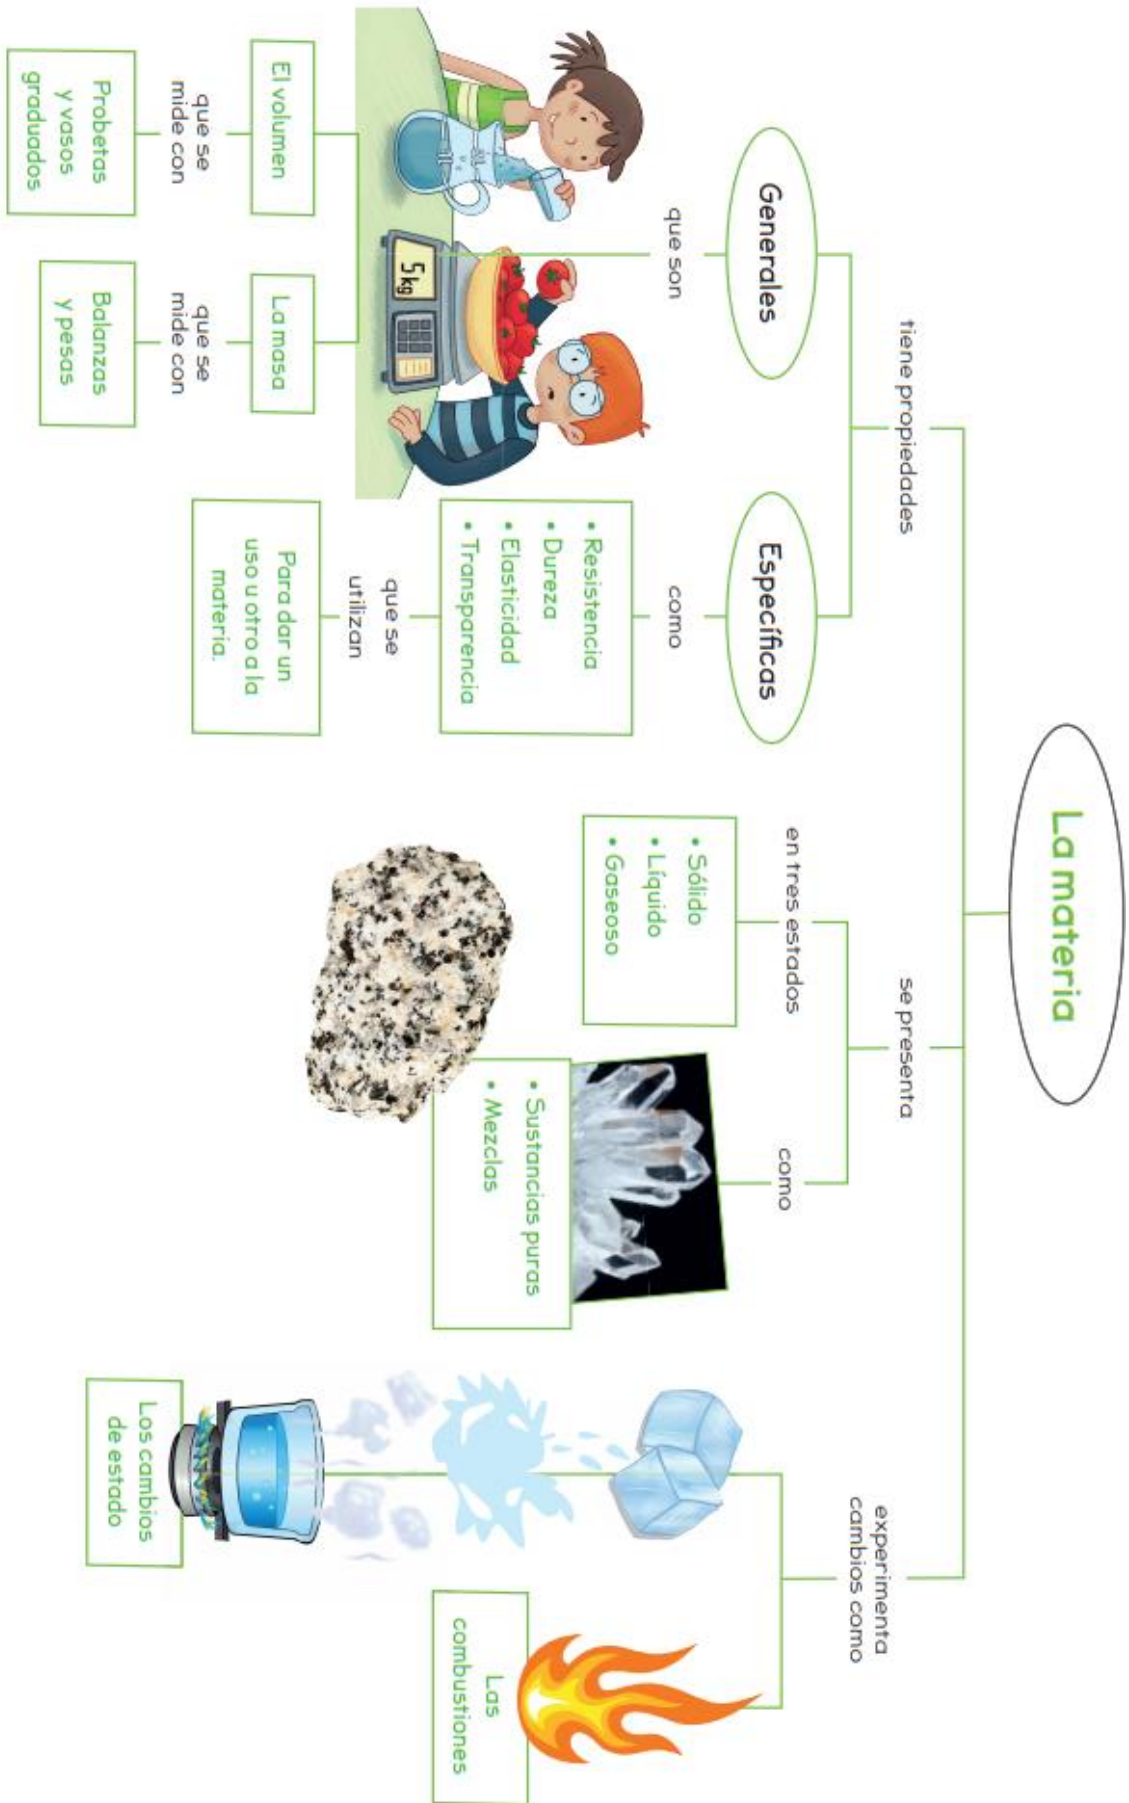 La materia
tiene propiedades
Generales
que son
5 kg
El volumen
que se
mide con
Probetas
y vasos
graduados
La masa
que se
mide con
Balanzas
y pesas
Específicas
como
• Resistencia
• Dureza
• Elasticidad
• Transparencia
que se
utilizan
Para dar un
uso u otro a la
materia.
se presenta
en tres estados
• Sólido
• Líquido
• Gaseoso
como
• Sustancias puras
• Mezclas
experimenta
cambios como
Los cambios
de estado
Las
combustiones